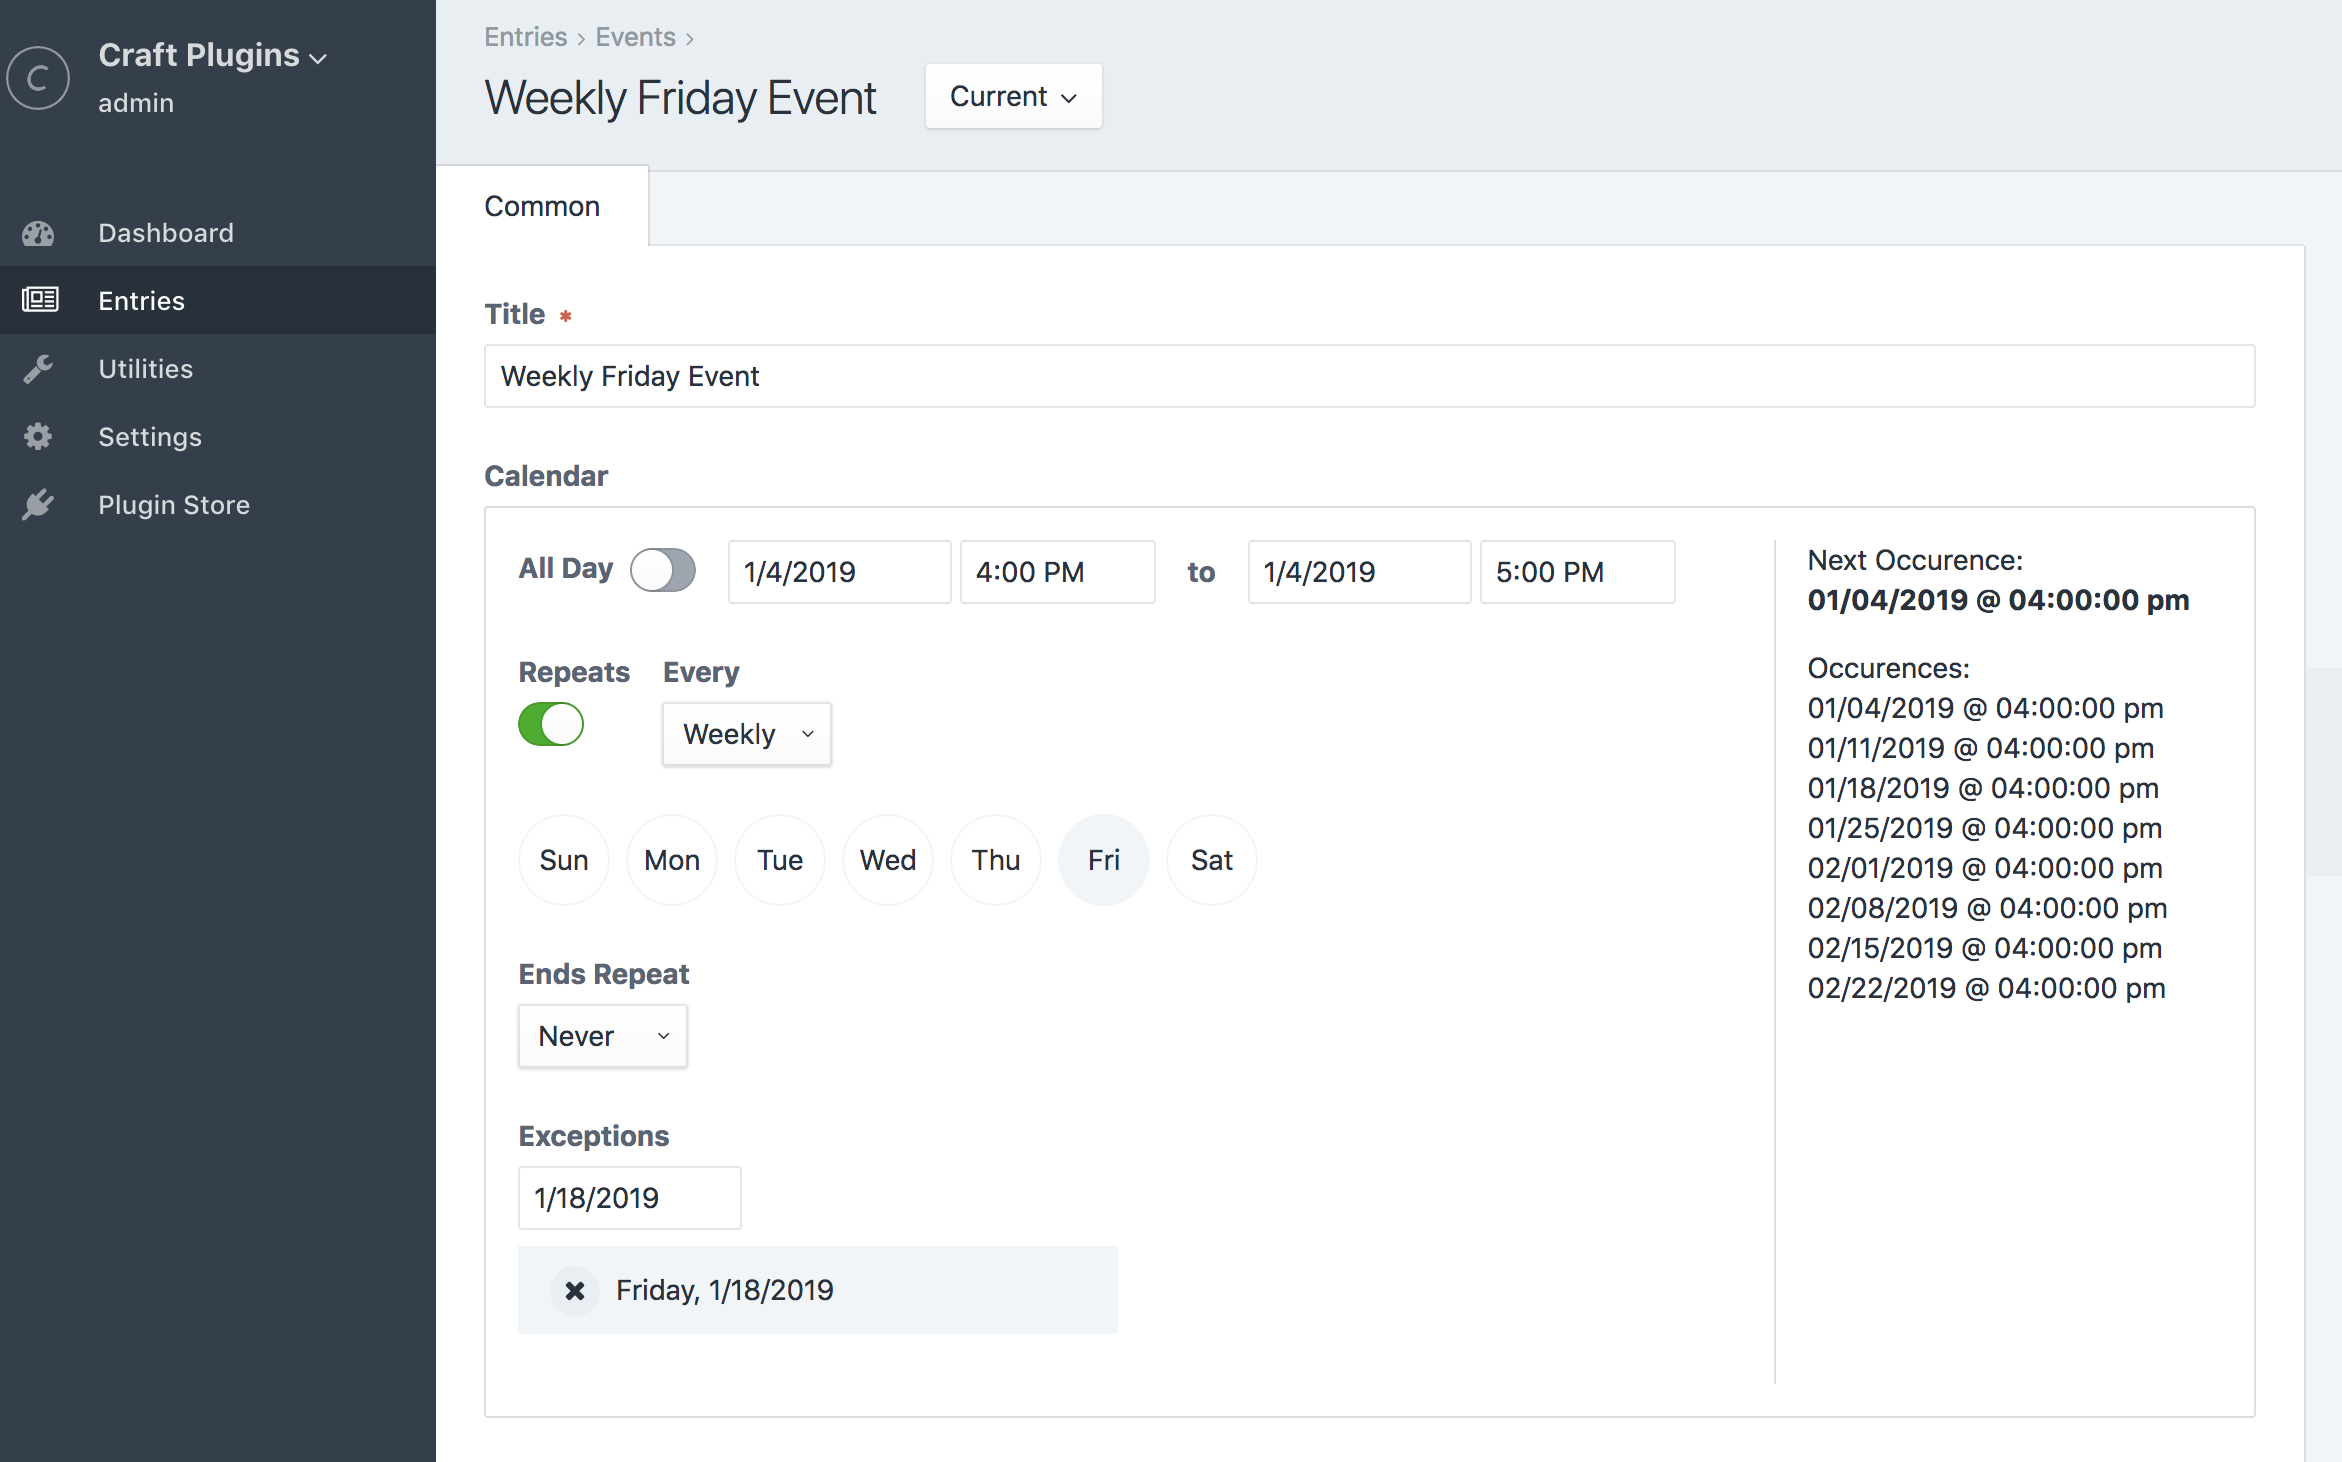 C
Craft Plugins
admin
Dashboard
Entries
Utilities
Settings
Plugin Store
Entries › Events ›
Weekly Friday Event
Current
Common
Title *
Weekly Friday Event
Calendar
All Day
1/4/2019
4:00 PM
to
1/4/2019
5:00 PM
Repeats
Every
Weekly
Sun Mon Tue Wed Thu Fri Sat
Ends Repeat
Never
Exceptions
1/18/2019
Friday, 1/18/2019
Next Occurence:
01/04/2019 @ 04:00:00 pm
Occurences:
01/04/2019 @ 04:00:00 pm
01/11/2019 @ 04:00:00 pm
01/18/2019 @ 04:00:00 pm
01/25/2019 @ 04:00:00 pm
02/01/2019 @ 04:00:00 pm
02/08/2019 @ 04:00:00 pm
02/15/2019 @ 04:00:00 pm
02/22/2019 @ 04:00:00 pm